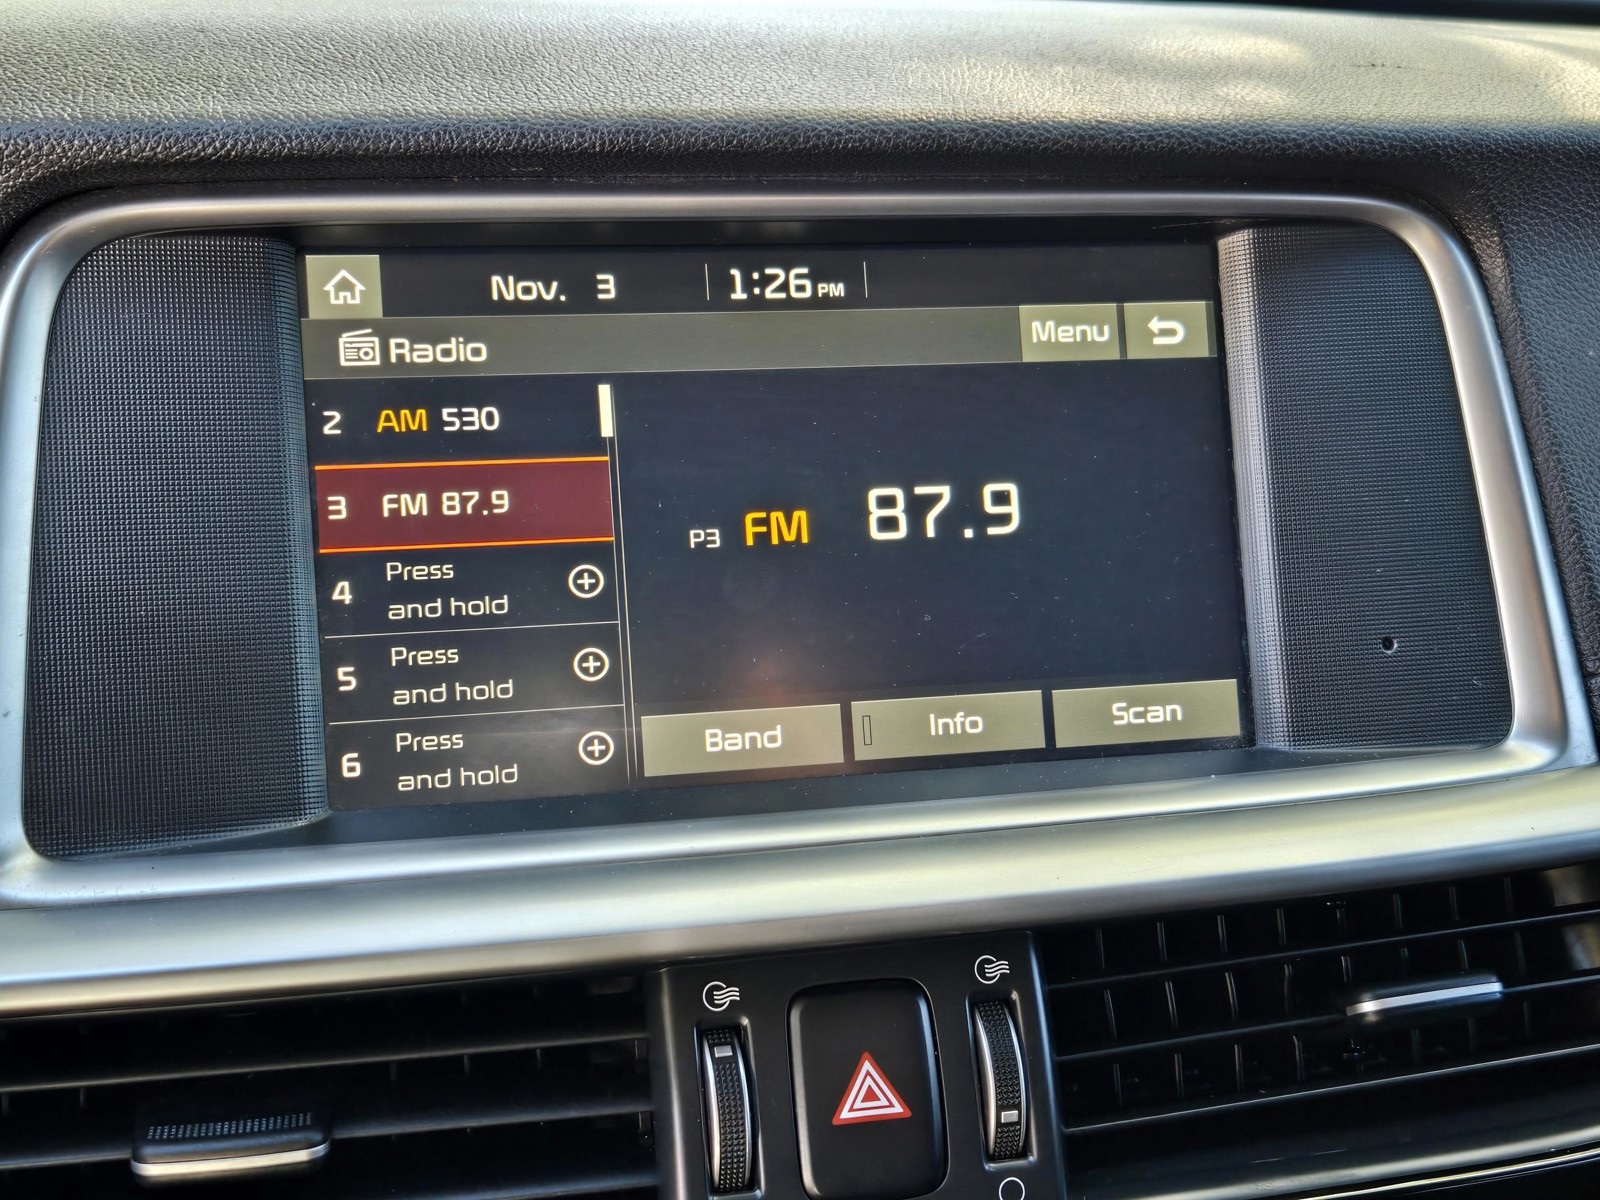 Nov. 3 1:26 PM
Radio Menu
2 AM 530
3 FM 87.9
4 Press
and hold
5 Press
and hold
6 Press
and hold
P3 FM 87.9
Band Info Scan